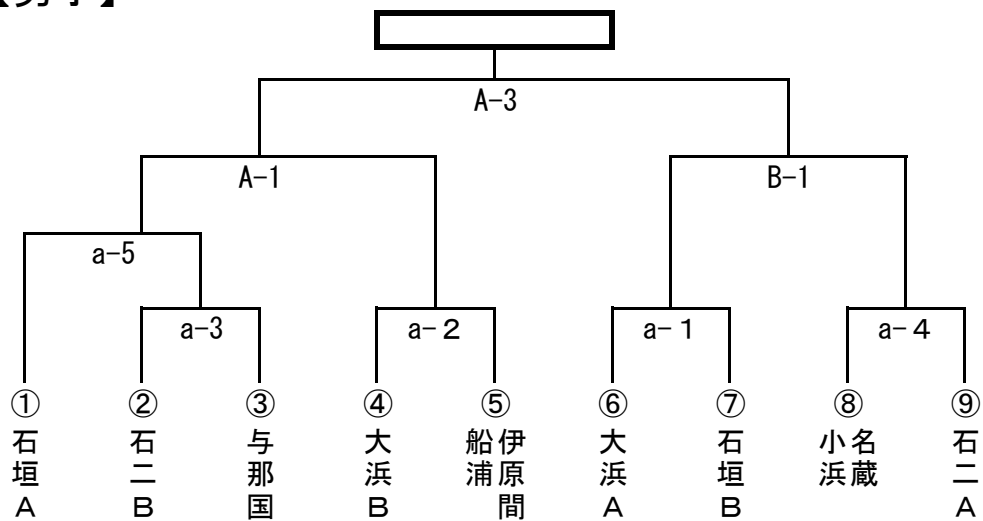 【男子】
A-3
A-1
B-1
a-5
a-3
a-2
a-1
a-4
①
②
③
④
⑤
⑥
⑦
⑧
⑨
石垣A
石二B
与那国
大浜B
伊原間
船浦
大浜A
石垣B
名蔵
小浜
石二A